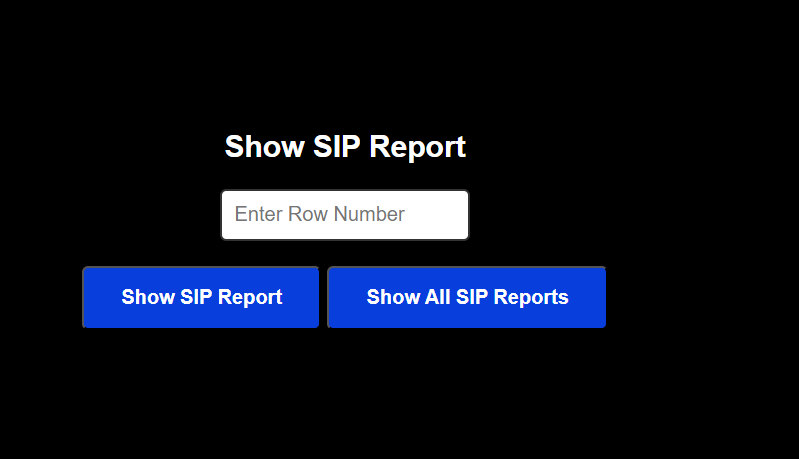 Show SIP Report
Enter Row Number
Show SIP Report
Show All SIP Reports